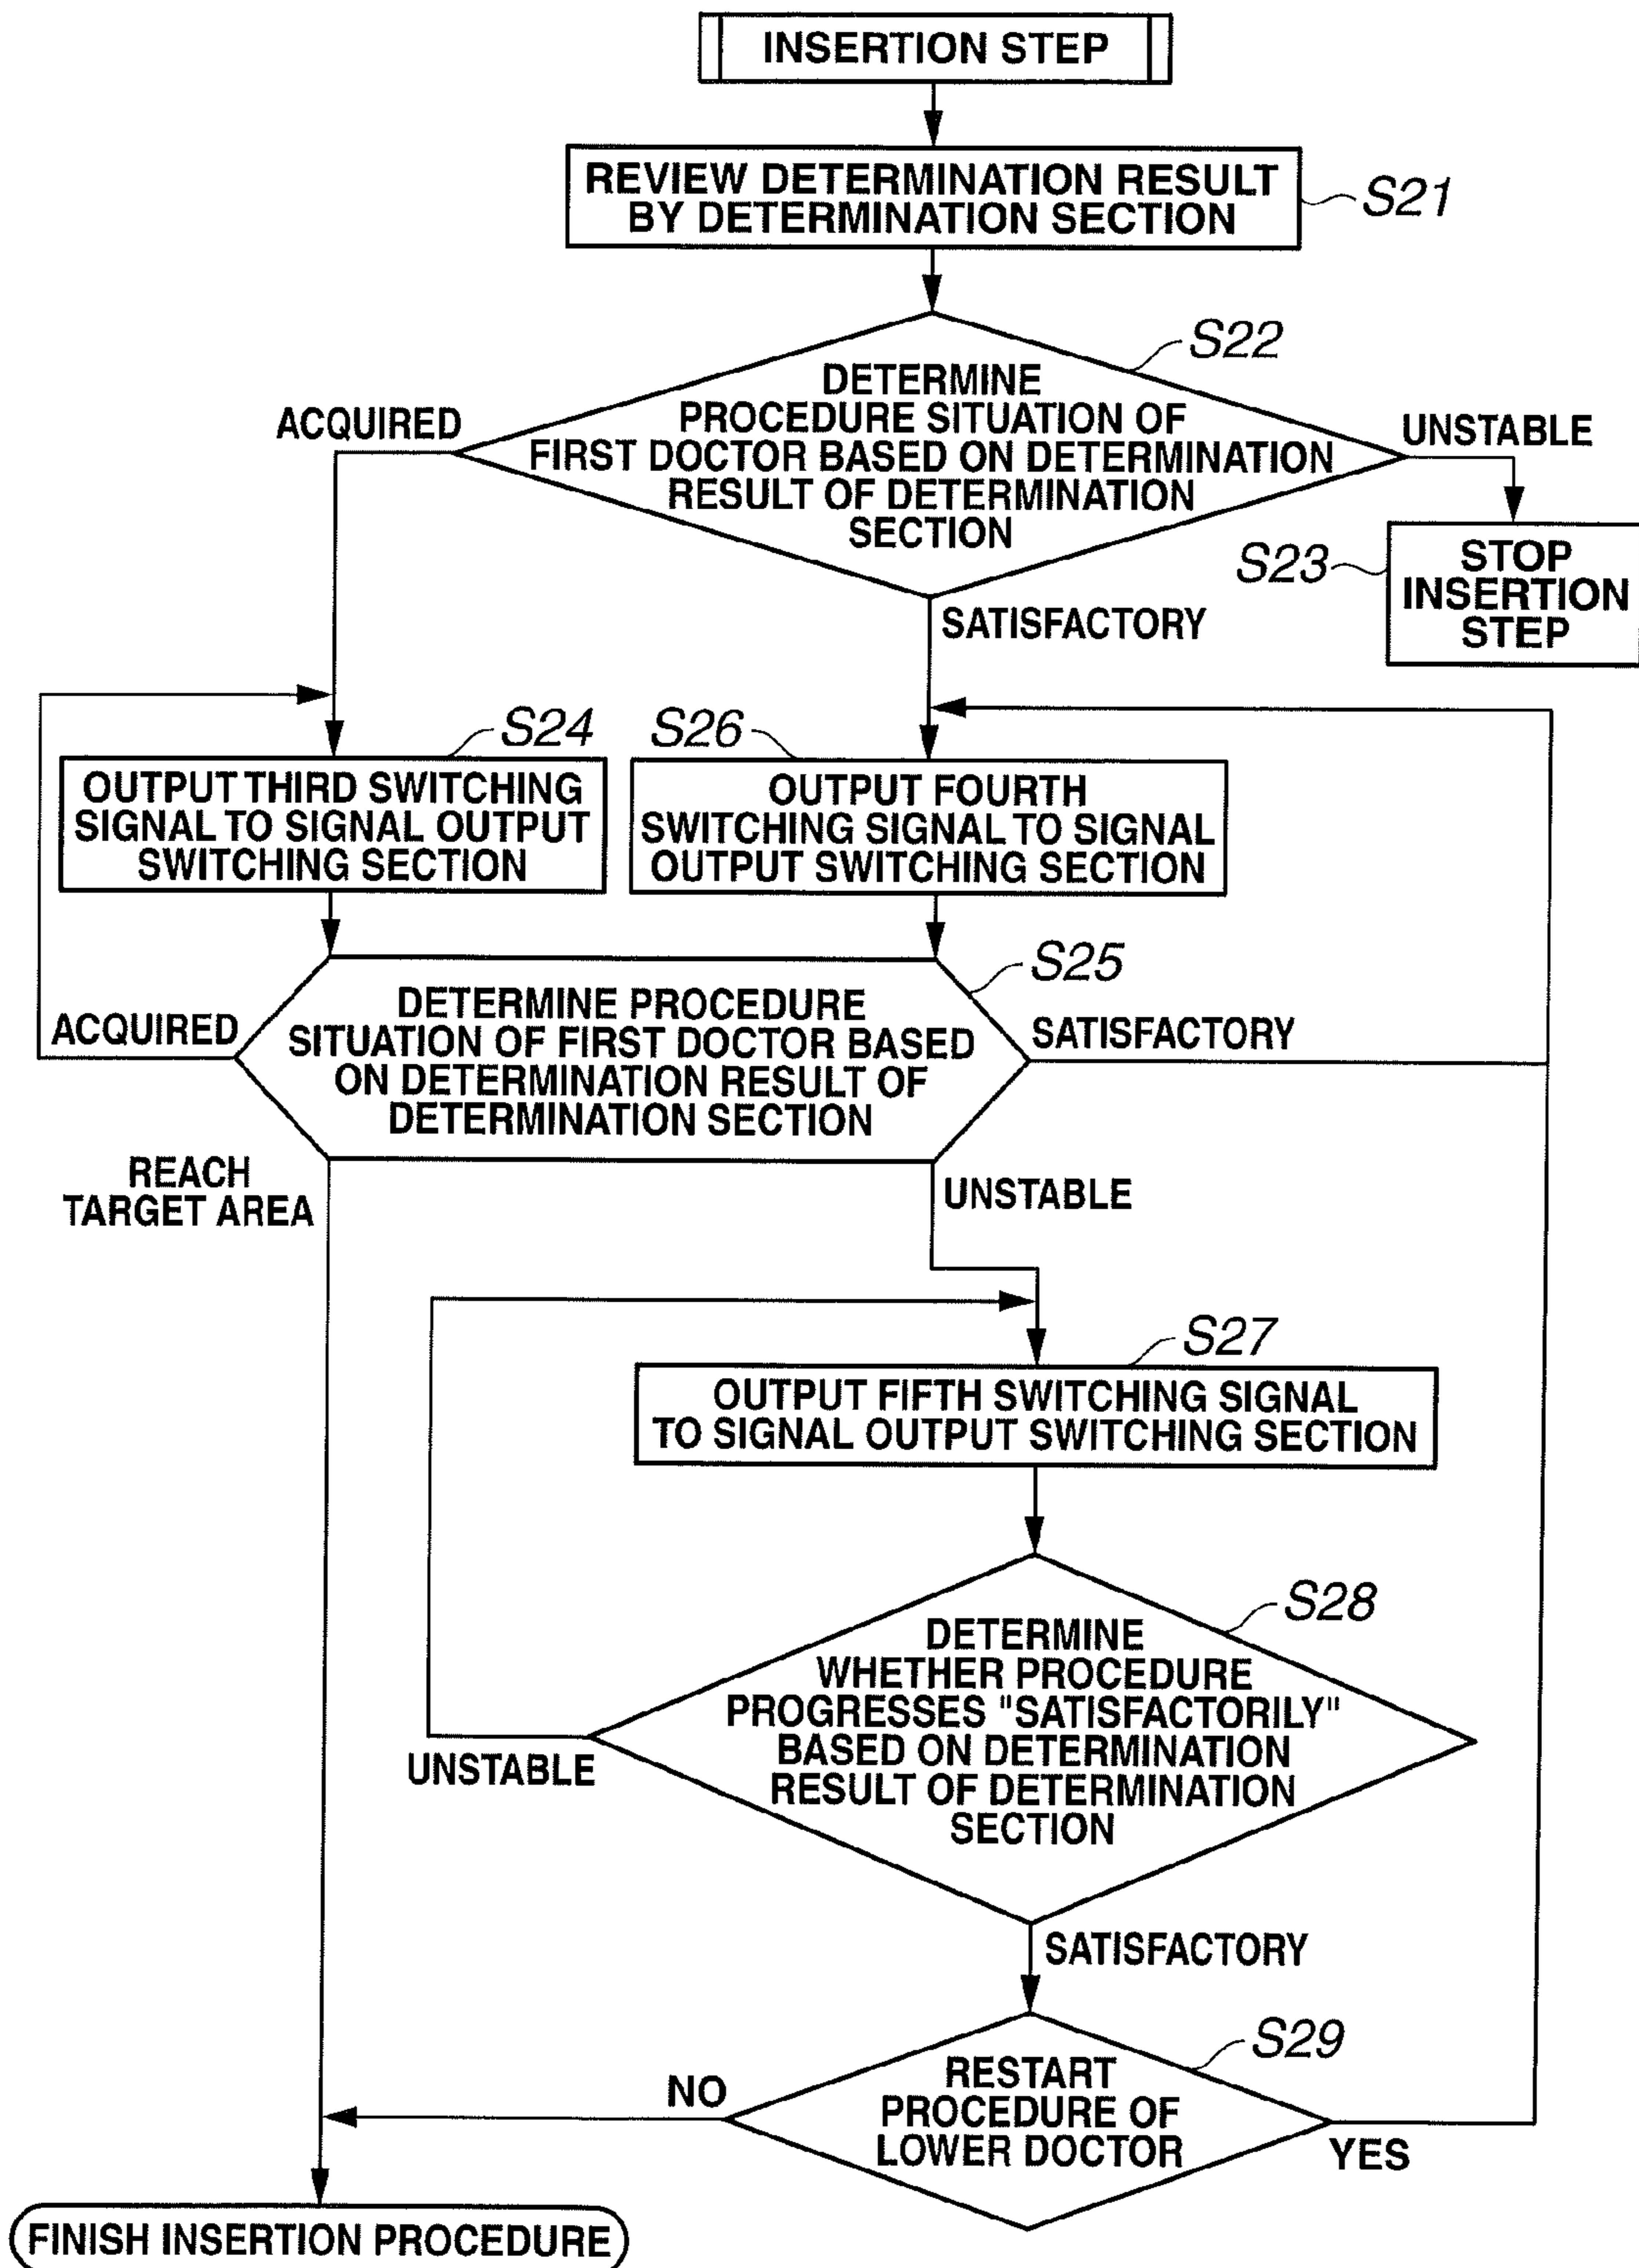 INSERTION STEP
REVIEW DETERMINATION RESULT
BY DETERMINATION SECTION
S21
S22
DETERMINE
PROCEDURE SITUATION OF
FIRST DOCTOR BASED ON DETERMINATION
RESULT OF DETERMINATION
SECTION
ACQUIRED
UNSTABLE
S23
STOP
INSERTION
STEP
SATISFACTORY
S24
OUTPUT THIRD SWITCHING
SIGNAL TO SIGNAL OUTPUT
SWITCHING SECTION
S26
OUTPUT FOURTH
SWITCHING SIGNAL TO SIGNAL
OUTPUT SWITCHING SECTION
S25
DETERMINE PROCEDURE
SITUATION OF FIRST DOCTOR BASED
ON DETERMINATION RESULT OF
DETERMINATION SECTION
ACQUIRED
SATISFACTORY
REACH
TARGET AREA
UNSTABLE
S27
OUTPUT FIFTH SWITCHING SIGNAL
TO SIGNAL OUTPUT SWITCHING SECTION
S28
DETERMINE
WHETHER PROCEDURE
PROGRESSES "SATISFACTORILY"
BASED ON DETERMINATION
RESULT OF DETERMINATION
SECTION
UNSTABLE
SATISFACTORY
S29
RESTART
PROCEDURE OF
LOWER DOCTOR
NO
YES
FINISH INSERTION PROCEDURE